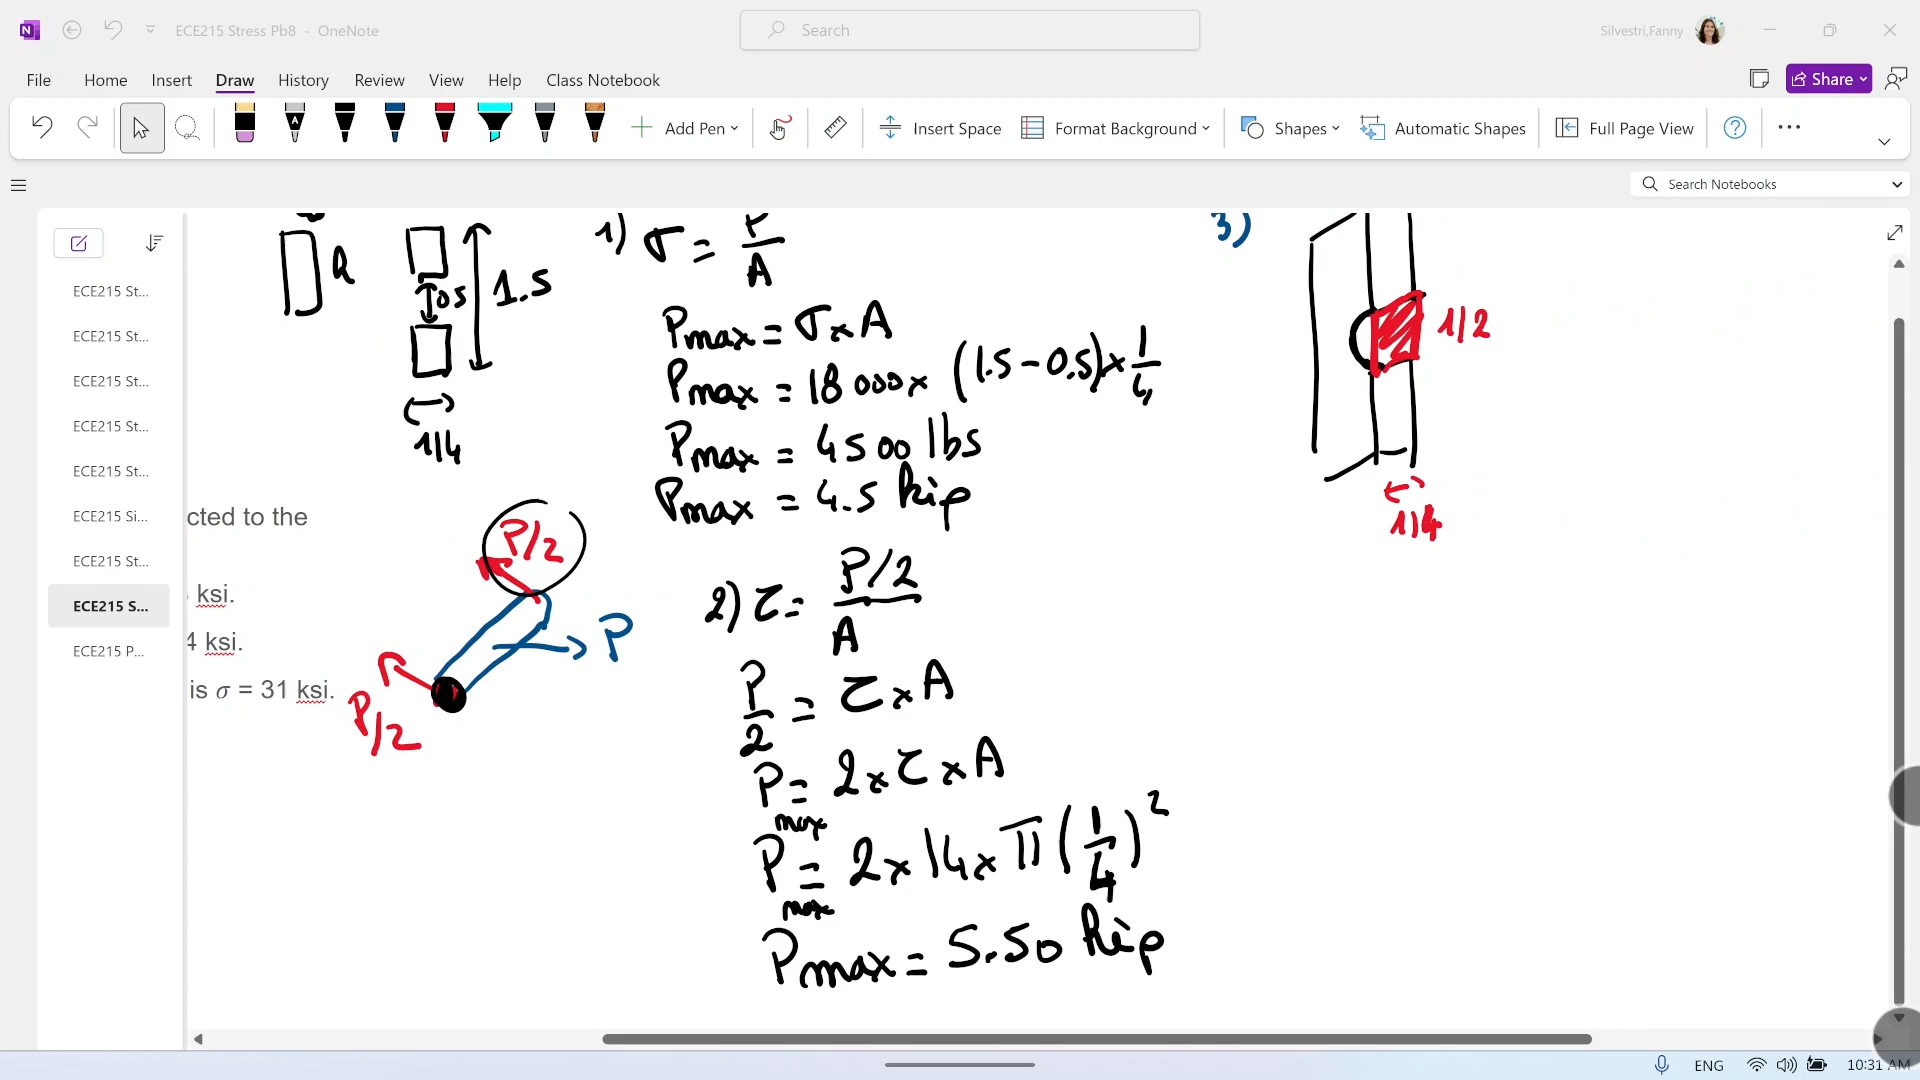 ECE215 Stress Pb8 - OneNote
Search
Silvestri,Fanny
File Home Insert Draw History Review View Help Class Notebook
Share
Add Pen
Insert Space
Format Background
Shapes
Automatic Shapes
Full Page View
Search Notebooks
ECE215 St...
ECE215 St...
ECE215 St...
ECE215 St...
ECE215 St...
ECE215 Si...
ECE215 St...
ECE215 S...
ECE215 P...
cted to the
ksi.
4 ksi.
is σ = 31 ksi.
0.5
1.5
1/4
P/2
P
P/2
1) σ = P/A
Pmax = σ x A
Pmax = 18 000 x (1.5 - 0.5) x 1/4
Pmax = 4500 lbs
Pmax = 4.5 kip
2) τ = P/2 / A
P/2 = τ x A
Pmax = 2 x τ x A
Pmax = 2 x 14 x π (1/4)²
Pmax = 5.50 kip
3)
1/2
1/4
ENG
10:31 AM